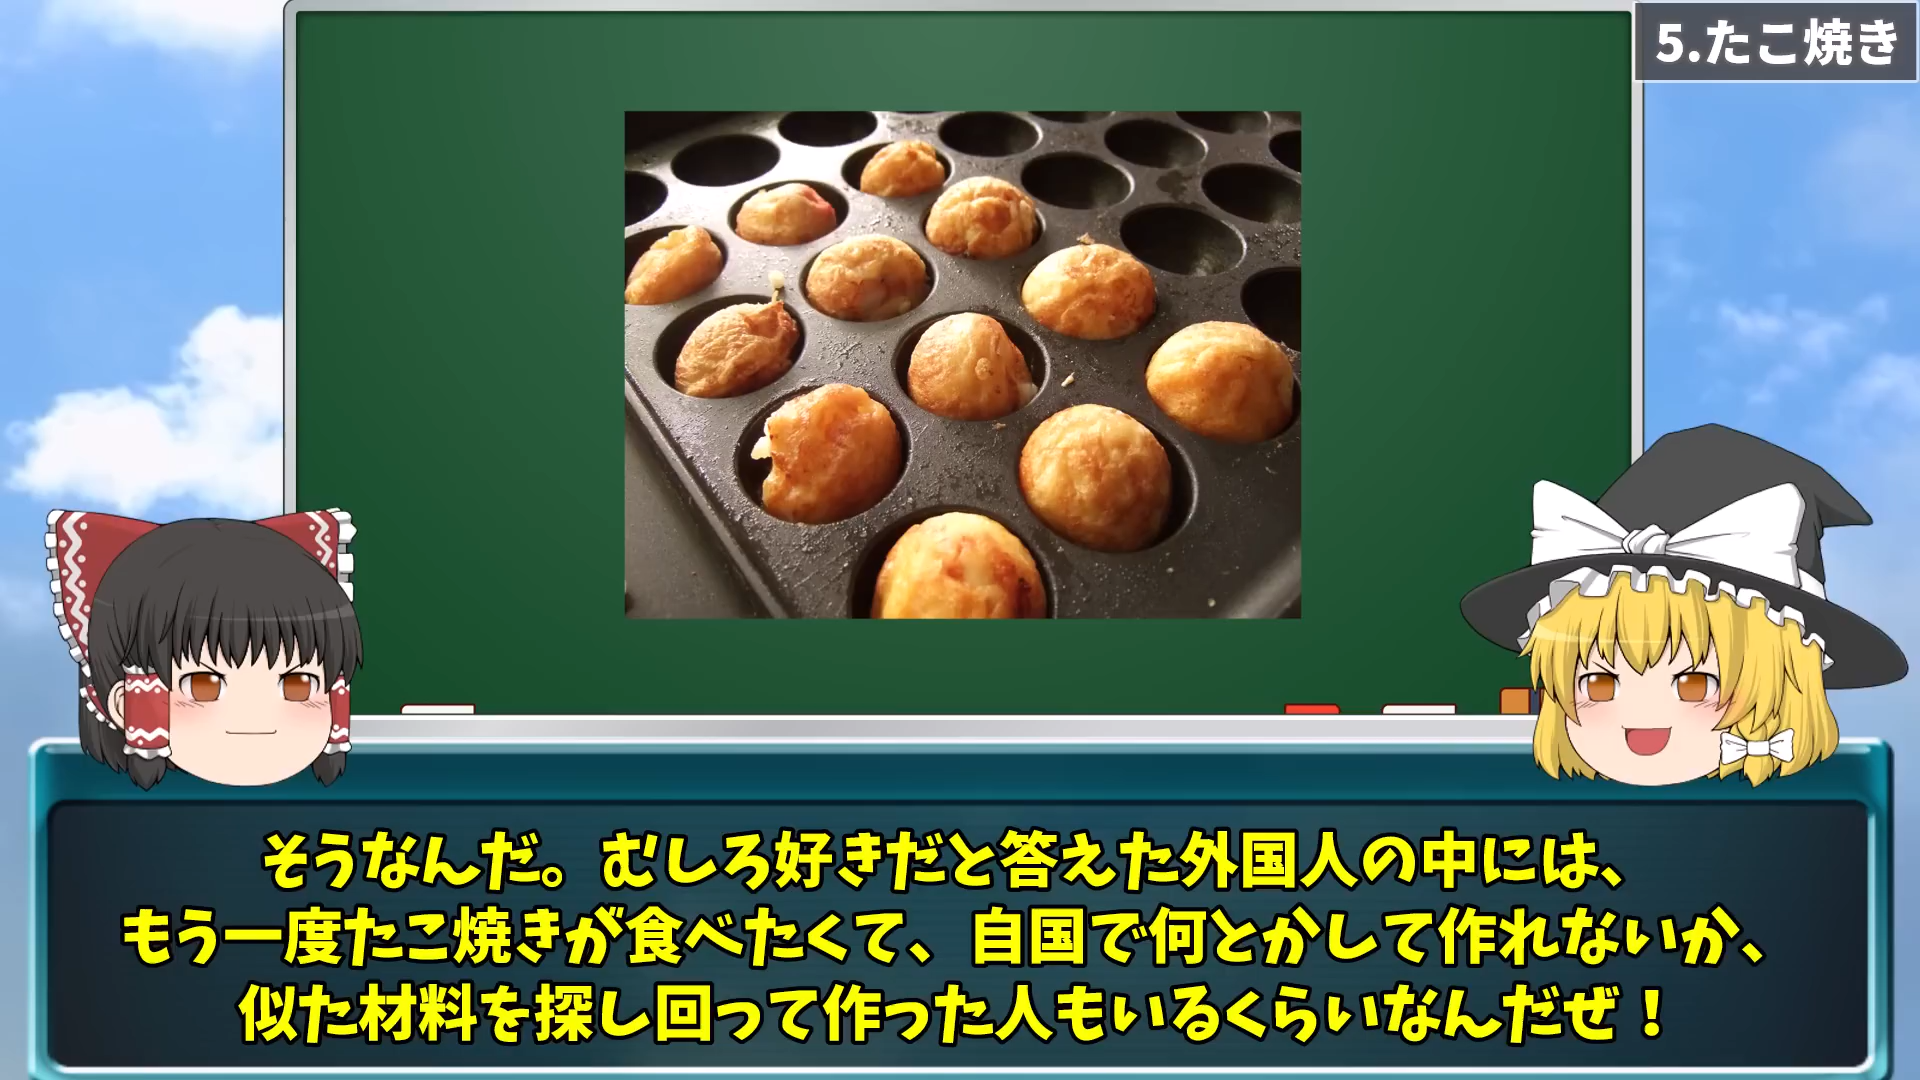 5.たこ焼き
そうなんだ。むしろ好きだと答えた外国人の中には、
もう一度たこ焼きが食べたくて、自国で何とかして作れないか、
似た材料を探し回って作った人もいるくらいなんだぜ！